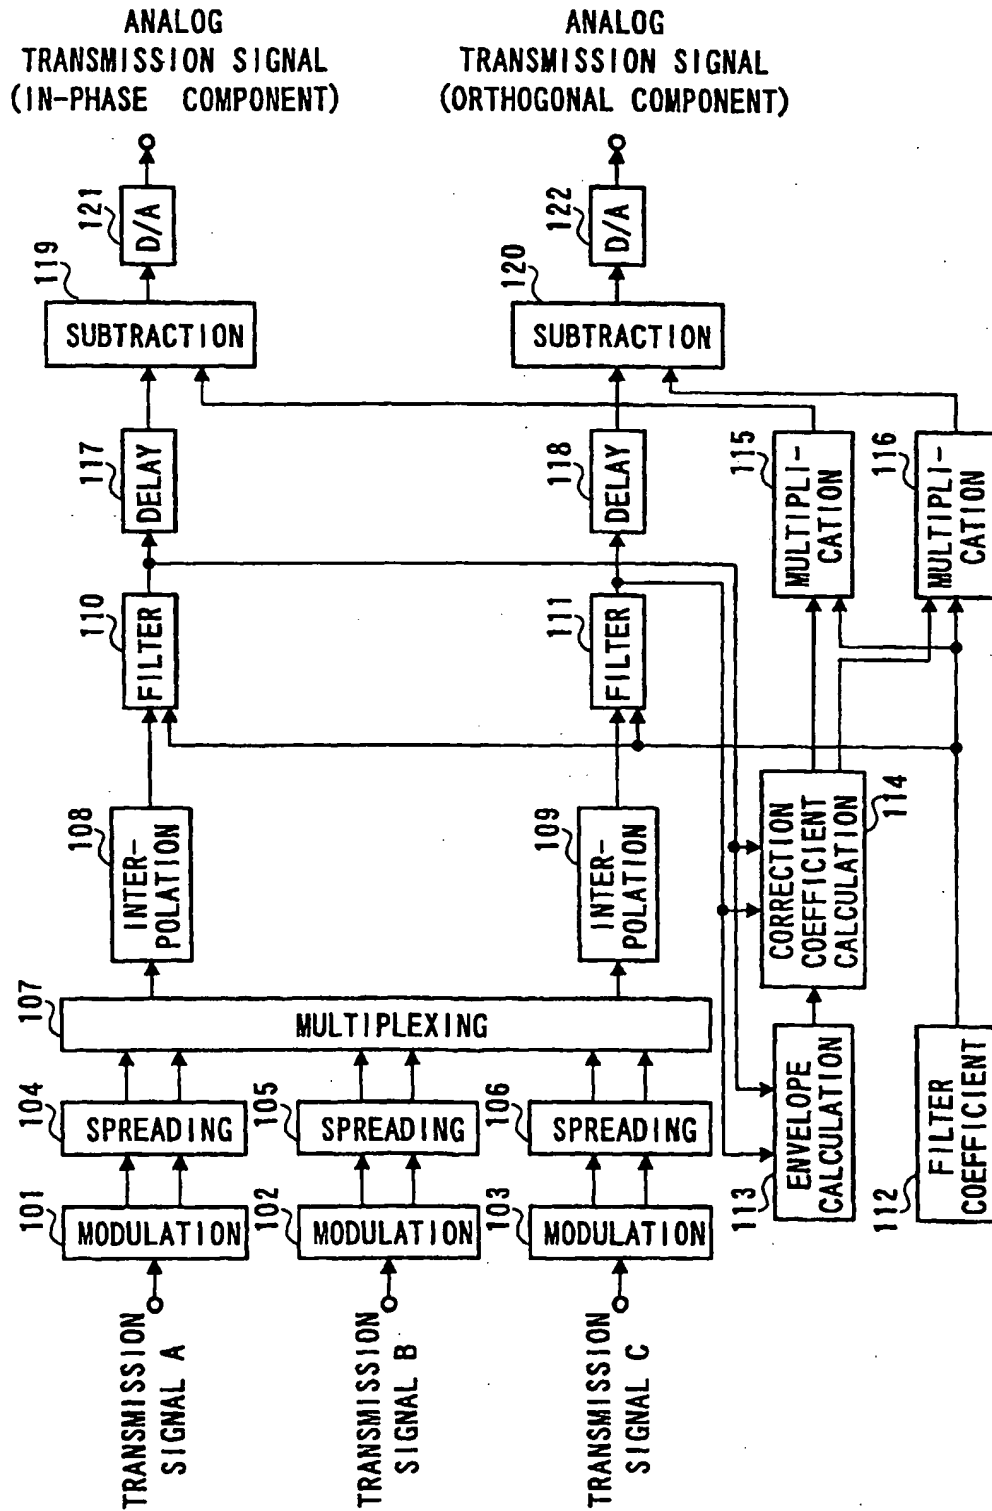 TRANSMISSION
SIGNAL A
101
MODULATION
104
SPREADING
TRANSMISSION
SIGNAL B
102
MODULATION
105
SPREADING
TRANSMISSION
SIGNAL C
103
MODULATION
106
SPREADING
107
MULTIPLEXING
108
INTER-
POLATION
109
INTER-
POLATION
110
FILTER
111
FILTER
117
DELAY
118
DELAY
119
SUBTRACTION
120
SUBTRACTION
121
D/A
122
D/A
ANALOG
TRANSMISSION SIGNAL
(IN-PHASE COMPONENT)
ANALOG
TRANSMISSION SIGNAL
(ORTHOGONAL COMPONENT)
113
ENVELOPE
CALCULATION
CORRECTION
COEFFICIENT
CALCULATION
114
115
MULTIPLI-
CATION
116
MULTIPLI-
CATION
112
FILTER
COEFFICIENT